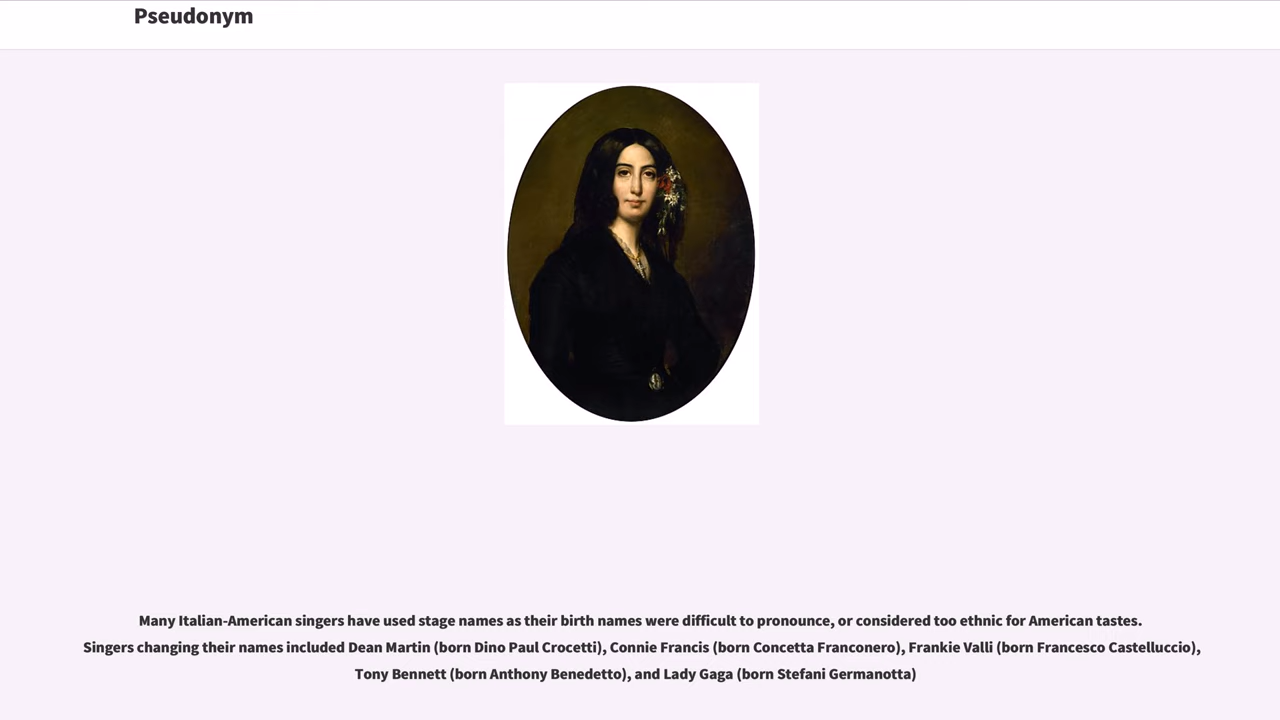 Pseudonym
Many Italian-American singers have used stage names as their birth names were difficult to pronounce, or considered too ethnic for American tastes.
Singers changing their names included Dean Martin (born Dino Paul Crocetti), Connie Francis (born Concetta Franconero), Frankie Valli (born Francesco Castelluccio),
Tony Bennett (born Anthony Benedetto), and Lady Gaga (born Stefani Germanotta)